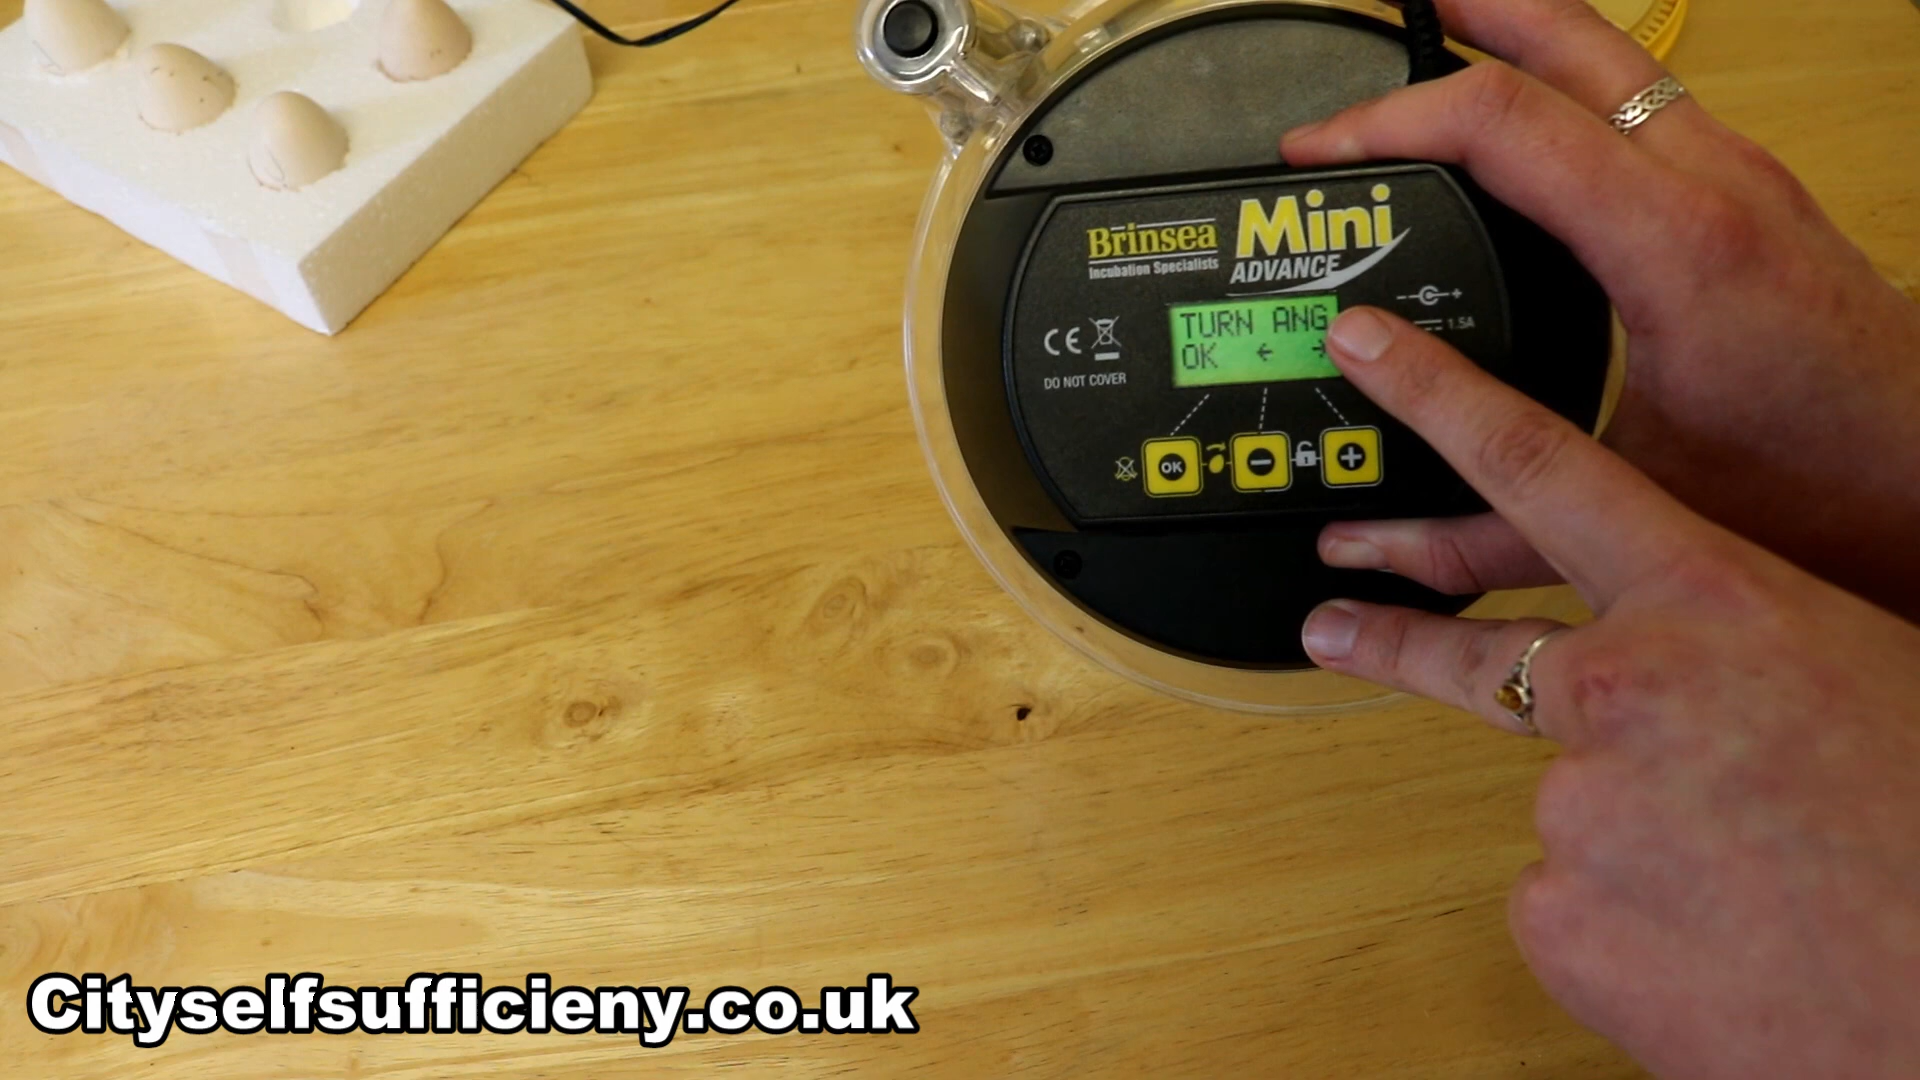 Brinsea
Incubation Specialists
Mini
ADVANCE
TURN ANG
OK ← →
CE
DO NOT COVER
- +
1.5A
OK - +
Cityselfsufficieny.co.uk